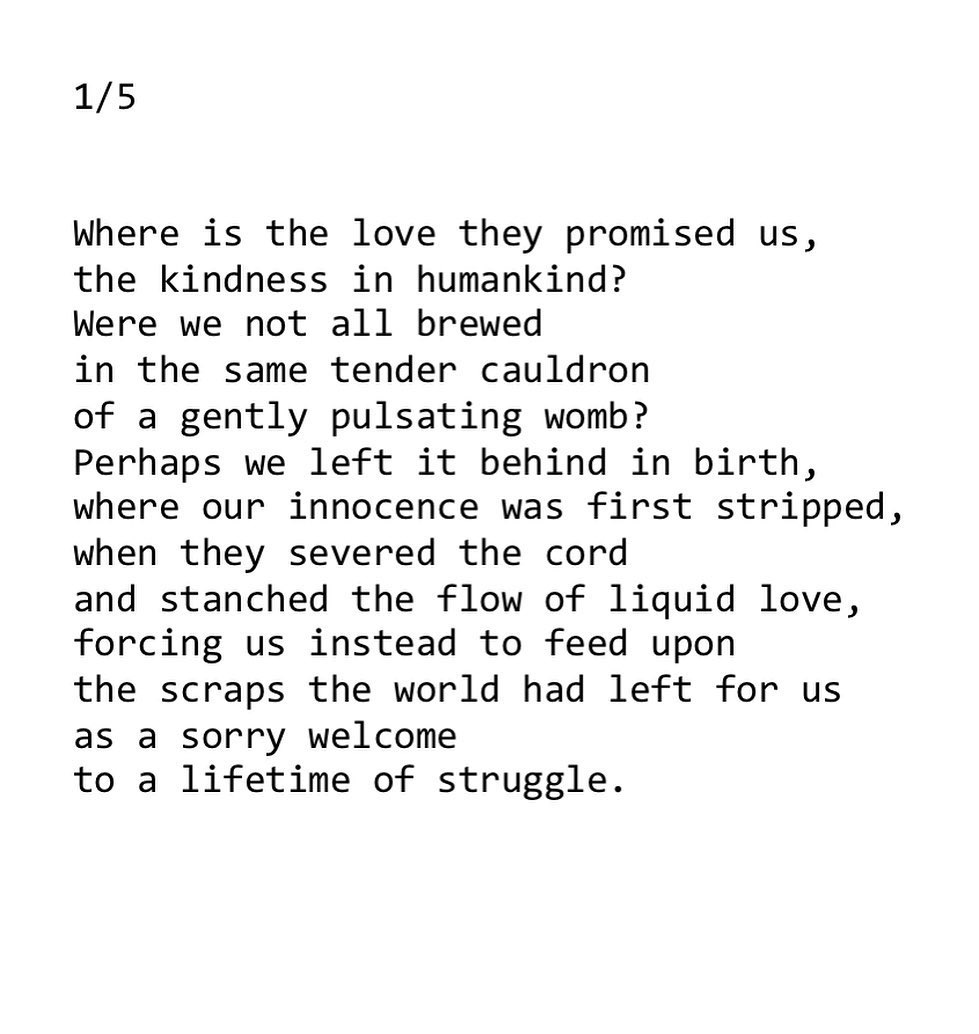 1/5
Where is the love they promised us,
the kindness in humankind?
Were we not all brewed
in the same tender cauldron
of a gently pulsating womb?
Perhaps we left it behind in birth,
where our innocence was first stripped,
when they severed the cord
and stanched the flow of liquid love,
forcing us instead to feed upon
the scraps the world had left for us
as a sorry welcome
to a lifetime of struggle.